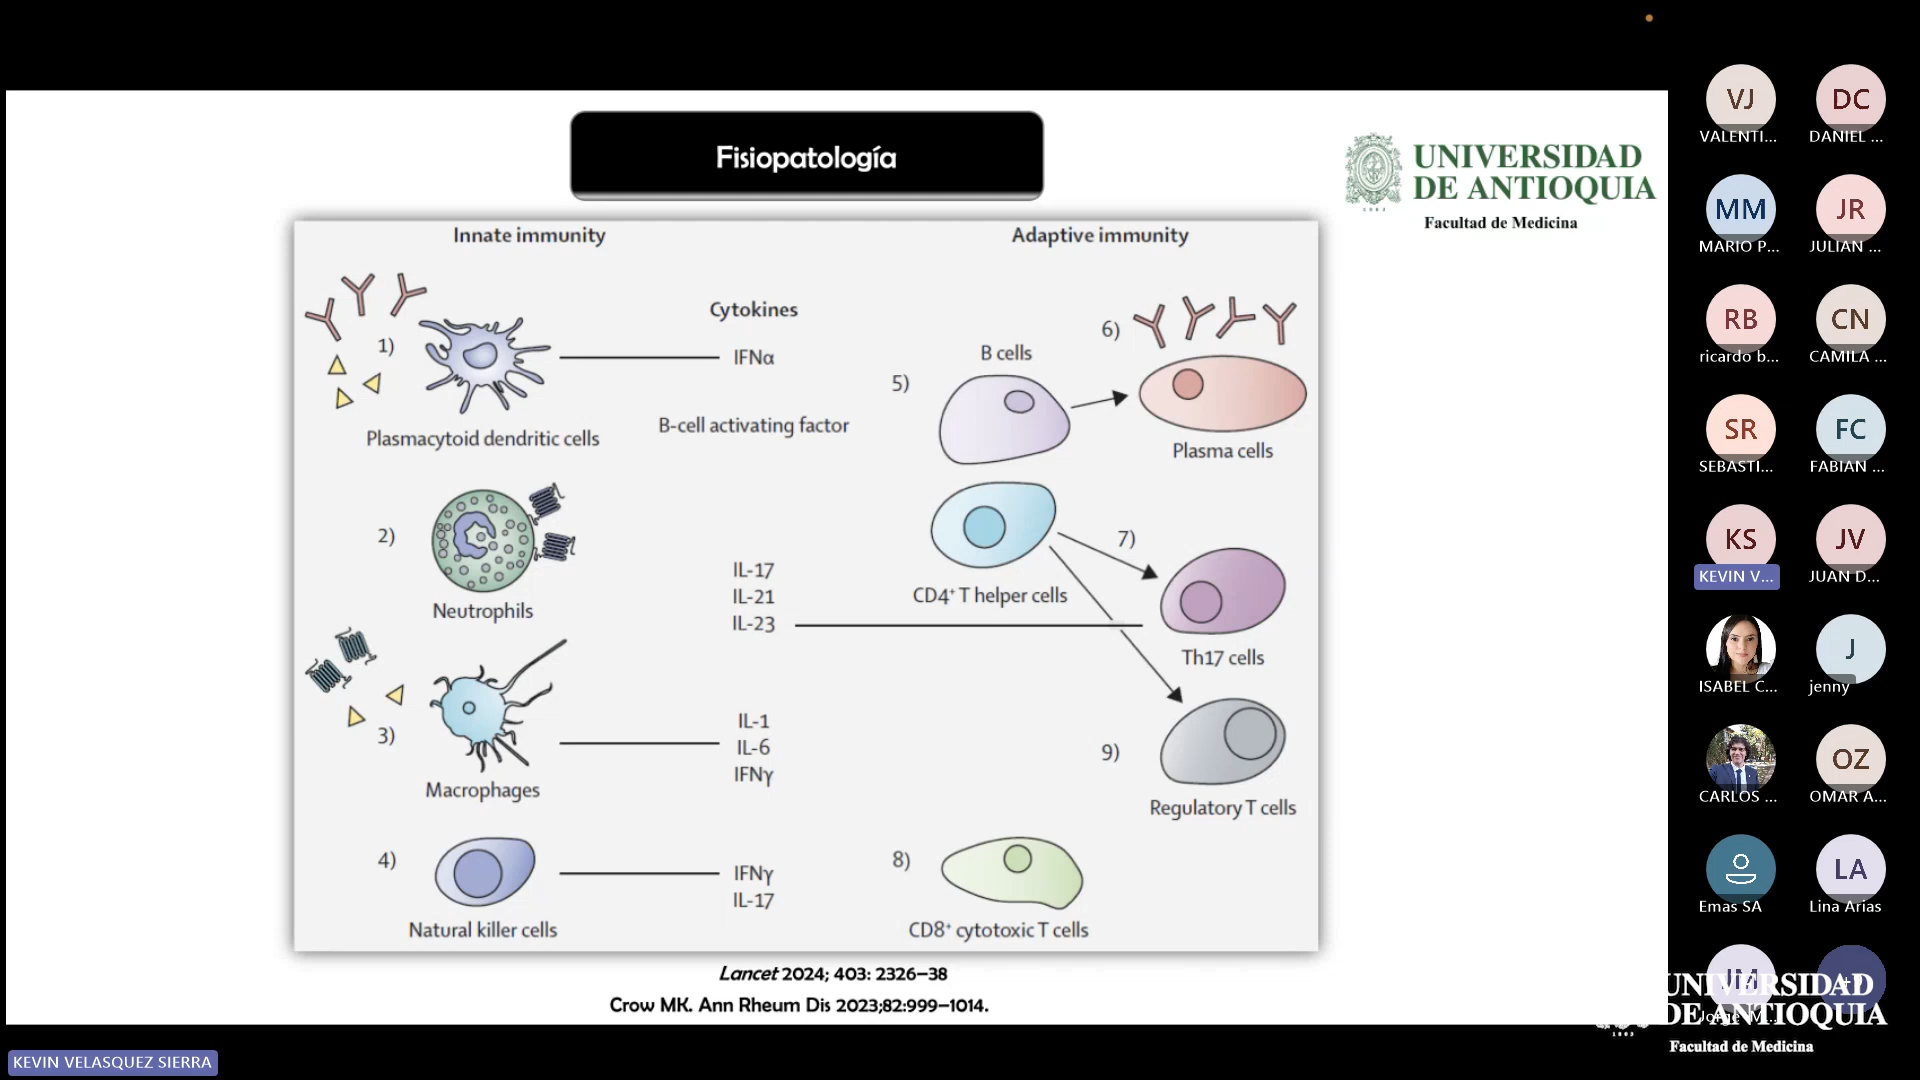 Fisiopatología
UNIVERSIDAD
DE ANTIOQUIA
1803
Facultad de Medicina
Innate immunity
Adaptive immunity
Cytokines
1)
IFNα
Plasmacytoid dendritic cells
B-cell activating factor
5)
B cells
6)
Plasma cells
2)
Neutrophils
IL-17
IL-21
IL-23
CD4⁺ T helper cells
7)
Th17 cells
3)
Macrophages
IL-1
IL-6
IFNγ
9)
Regulatory T cells
4)
Natural killer cells
IFNγ
IL-17
8)
CD8⁺ cytotoxic T cells
Lancet 2024; 403: 2326–38
Crow MK. Ann Rheum Dis 2023;82:999–1014.
VJ
VALENTI...
DC
DANIEL ...
MM
MARIO P...
JR
JULIAN ...
RB
ricardo b...
CN
CAMILA ...
SR
SEBASTI...
FC
FABIAN ...
KS
KEVIN V...
JV
JUAN D...
ISABEL C...
J
jenny
CARLOS ...
OZ
OMAR A...
Emas SA
LA
Lina Arias
JM
UNIVERSIDAD
DE ANTIOQUIA
Facultad de Medicina
KEVIN VELASQUEZ SIERRA